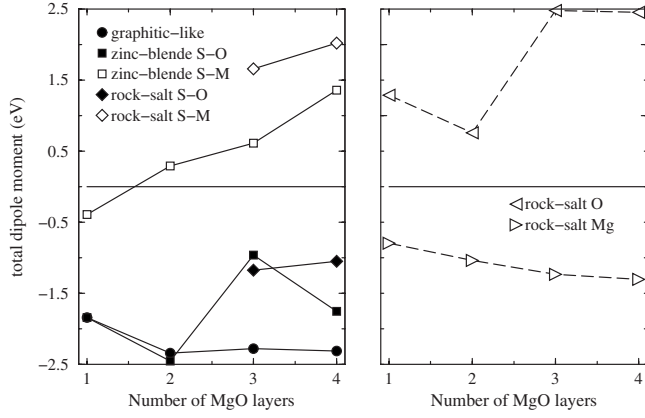 2.5
1.5
0.5
−0.5
−1.5
−2.5
total dipole moment (eV)
graphitic−like
zinc−blende S−O
zinc−blende S−M
rock−salt S−O
rock−salt S−M
1 2 3 4
Number of MgO layers
rock−salt O
rock−salt Mg
1 2 3 4
Number of MgO layers